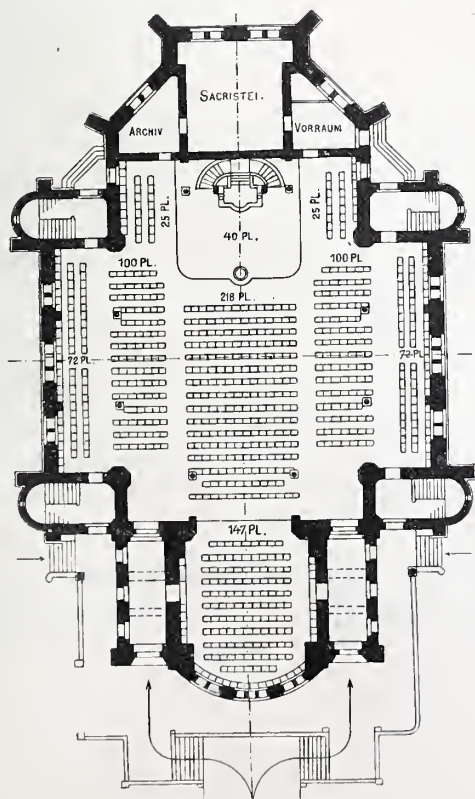 SACRISTEI.
ARCHIV
VORRAUM
25 PL.
40 PL.
25 PL.
100 PL.
100 PL.
218 PL.
72 PL.
72 PL.
147 PL.